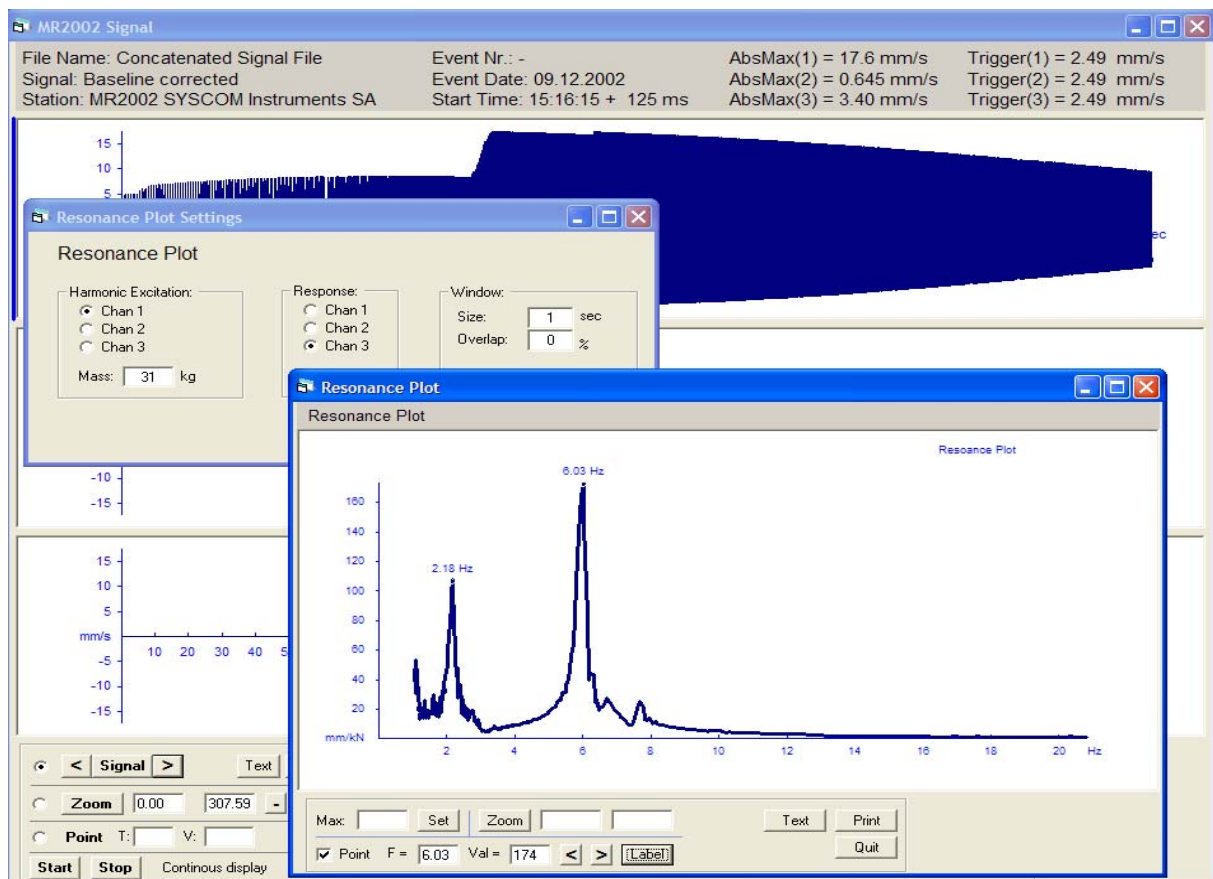 MR2002 Signal
File Name: Concatenated Signal File Event Nr.: - AbsMax(1) = 17.6 mm/s Trigger(1) = 2.49 mm/s
Signal: Baseline corrected Event Date: 09.12.2002 AbsMax(2) = 0.645 mm/s Trigger(2) = 2.49 mm/s
Station: MR2002 SYSCOM Instruments SA Start Time: 15:16:15 + 125 ms AbsMax(3) = 3.40 mm/s Trigger(3) = 2.49 mm/s
15
10
5
ec
Resonance Plot Settings
Resonance Plot
Harmonic Excitation: Response: Window:
Chan 1 Chan 1 Size: 1 sec
Chan 2 Chan 2 Overlap: 0 %
Chan 3 Chan 3
Mass: 31 kg
-10
-15
15
10
5
mm/s
10 20 30 40 5
-5
-10
-15
Resonance Plot
Resonance Plot
Resoance Plot
6.03 Hz
2.18 Hz
160
140
120
100
80
60
40
20
mm/kN
2 4 6 8 10 12 14 16 18 20 Hz
Max: Set Zoom Text Print
Point F = 6.03 Val = 174 < > (Label) Quit
< Signal > Text
Zoom 0.00 307.59 -
Point T: V:
Start Stop Continous display